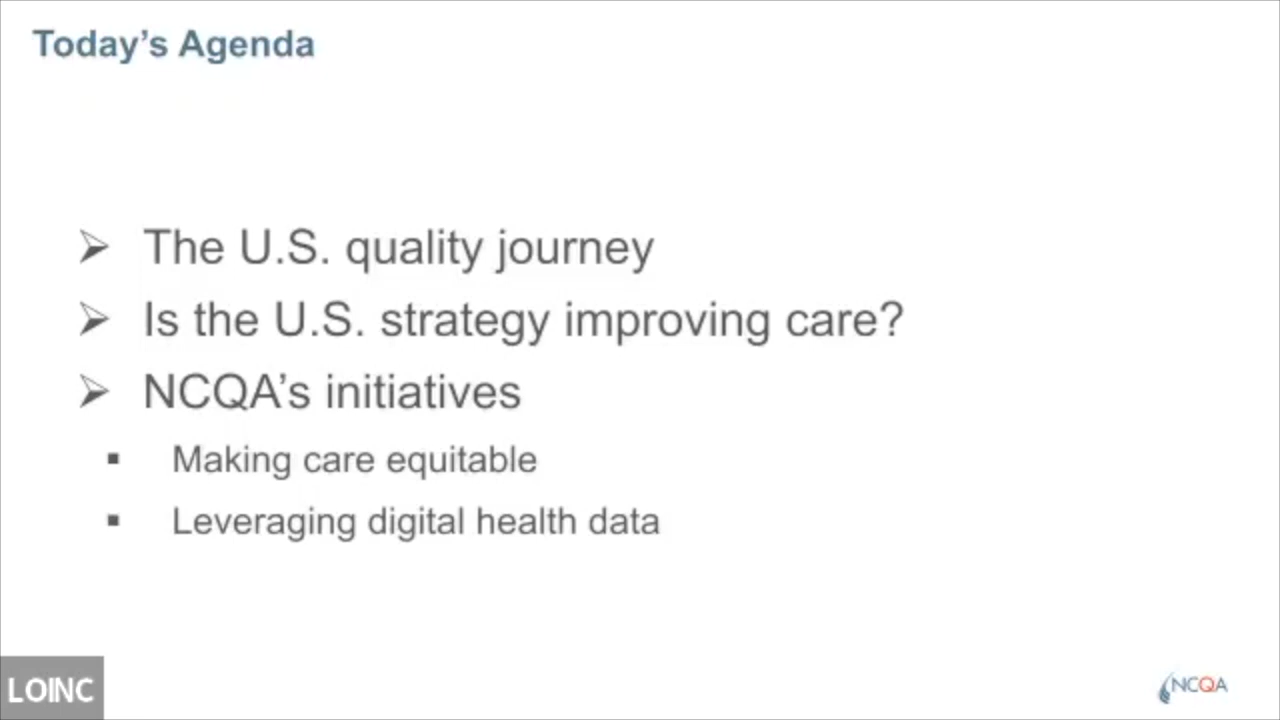 Today’s Agenda
➢ The U.S. quality journey
➢ Is the U.S. strategy improving care?
➢ NCQA’s initiatives
▪ Making care equitable
▪ Leveraging digital health data
LOINC
NCQA